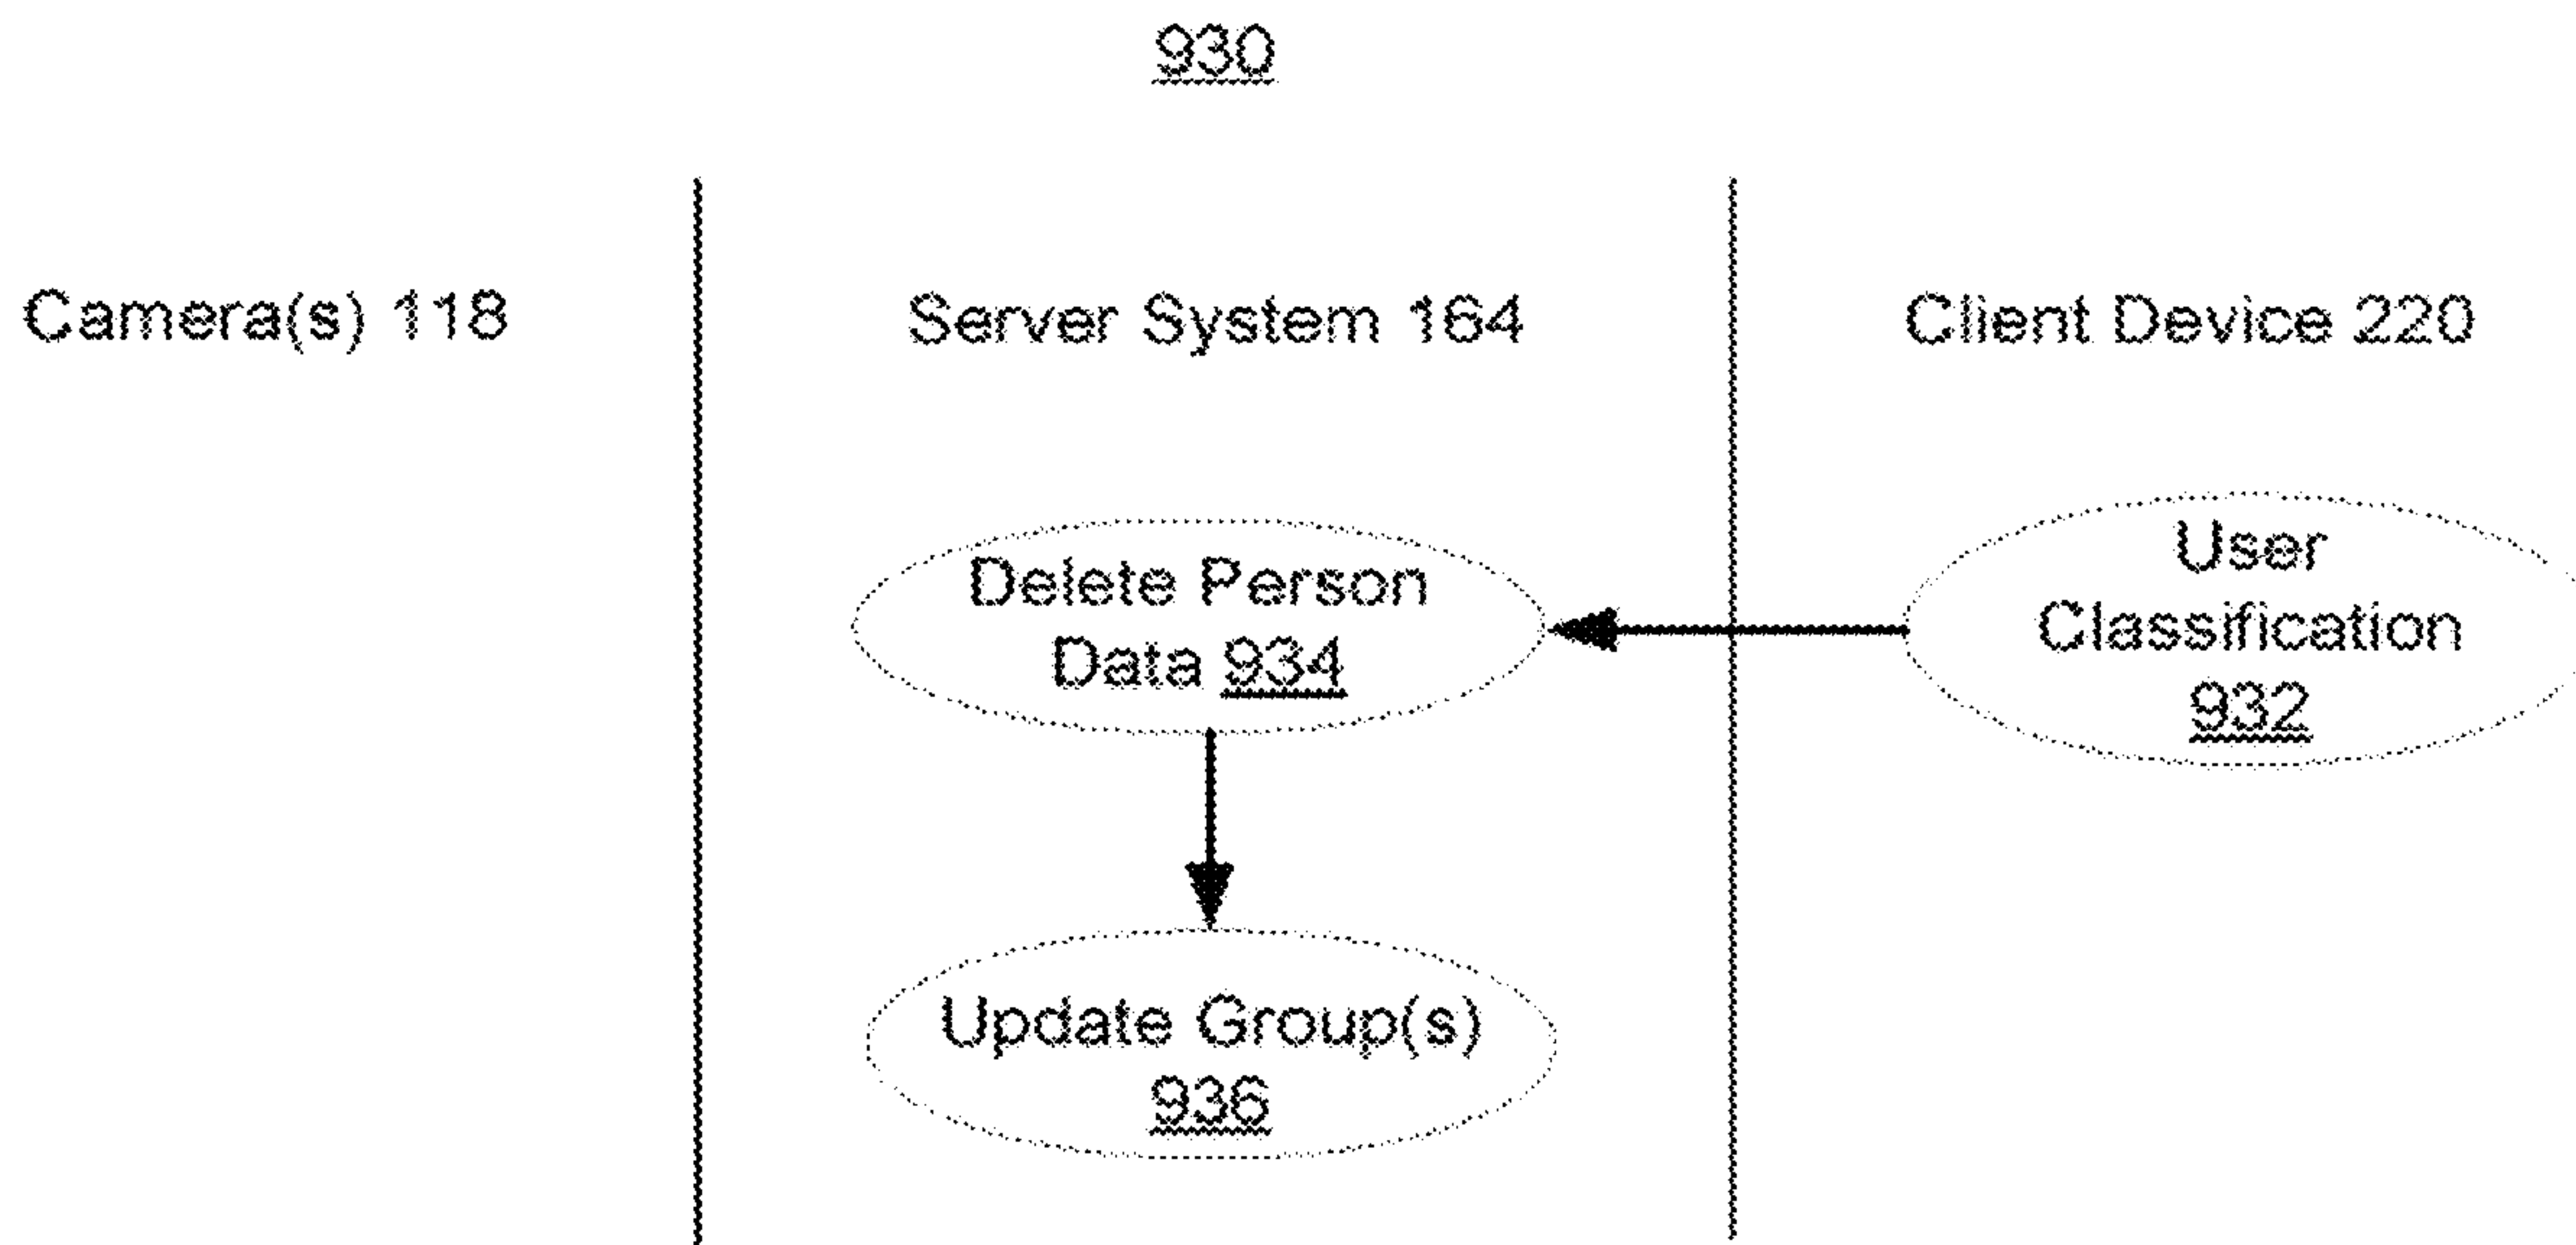 930
Camera(s) 118
Server System 164
Client Device 220
Delete Person
Data 934
User
Classification
932
Update Group(s)
936